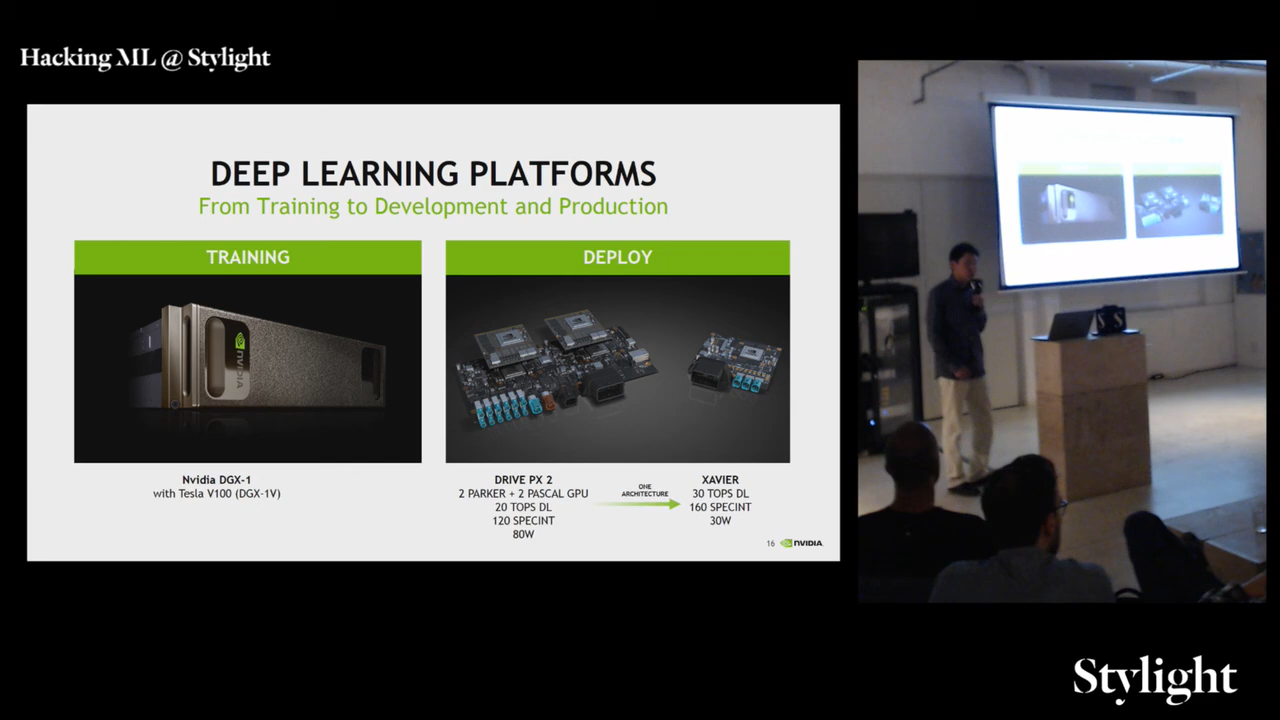 Hacking ML @ Stylight
DEEP LEARNING PLATFORMS
From Training to Development and Production
TRAINING
DEPLOY
NVIDIA
Nvidia DGX-1
with Tesla V100 (DGX-1V)
DRIVE PX 2
2 PARKER + 2 PASCAL GPU
20 TOPS DL
120 SPECINT
80W
ONE
ARCHITECTURE
XAVIER
30 TOPS DL
160 SPECINT
30W
16 NVIDIA
Stylight